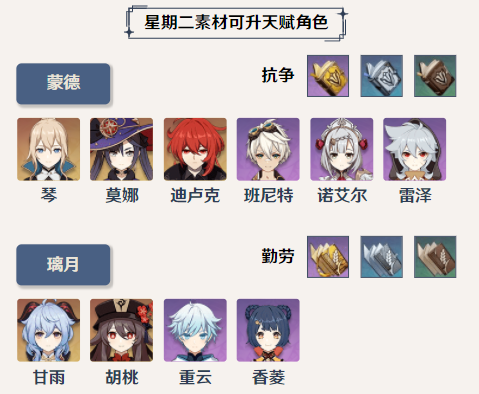 星期二素材可升天赋角色
蒙德
抗争
琴 莫娜 迪卢克 班尼特 诺艾尔 雷泽
璃月
勤劳
甘雨 胡桃 重云 香菱